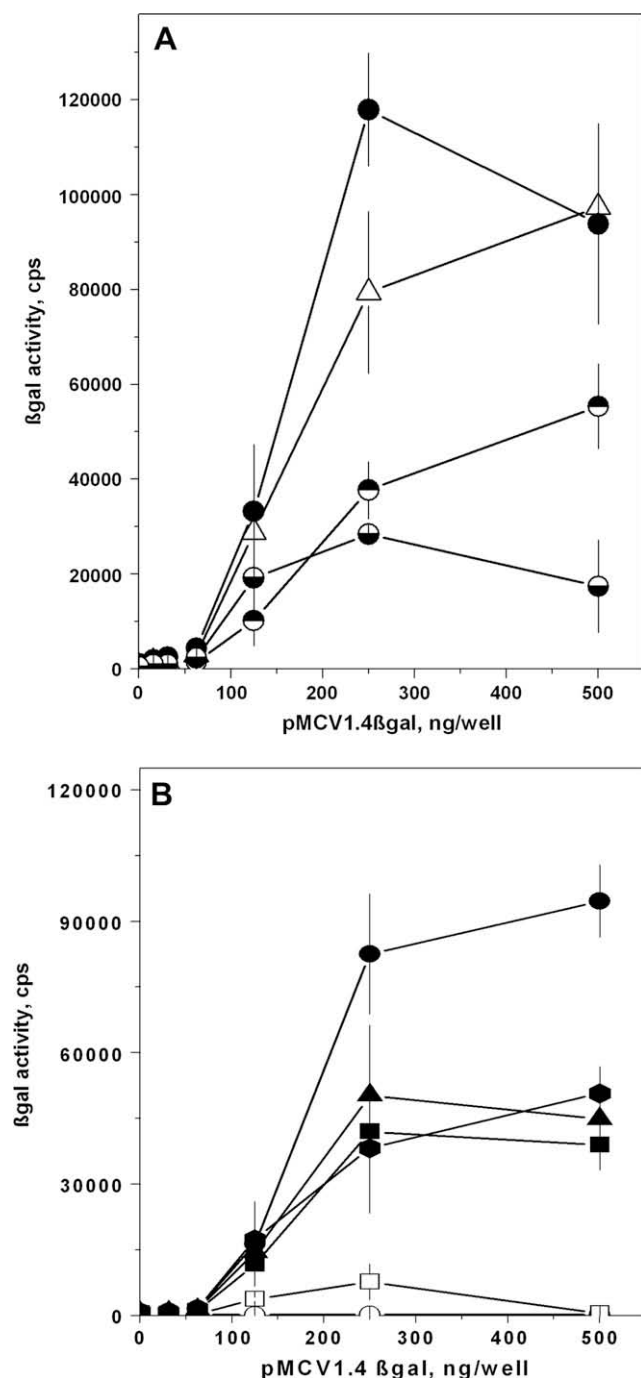 A
120000
100000
80000
60000
40000
20000
0
ßgal activity, cps
0 100 200 300 400 500
pMCV1.4ßgal, ng/well
B
120000
90000
60000
30000
0
ßgal activity, cps
0 100 200 300 400 500
pMCV1.4 ßgal, ng/well